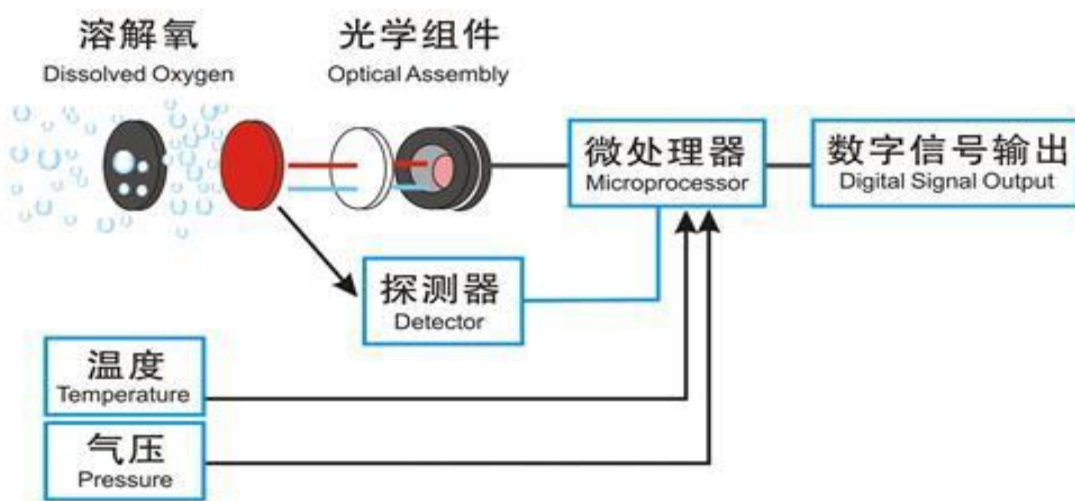 溶解氧
Dissolved Oxygen
光学组件
Optical Assembly
微处理器
Microprocessor
数字信号输出
Digital Signal Output
探测器
Detector
温度
Temperature
气压
Pressure